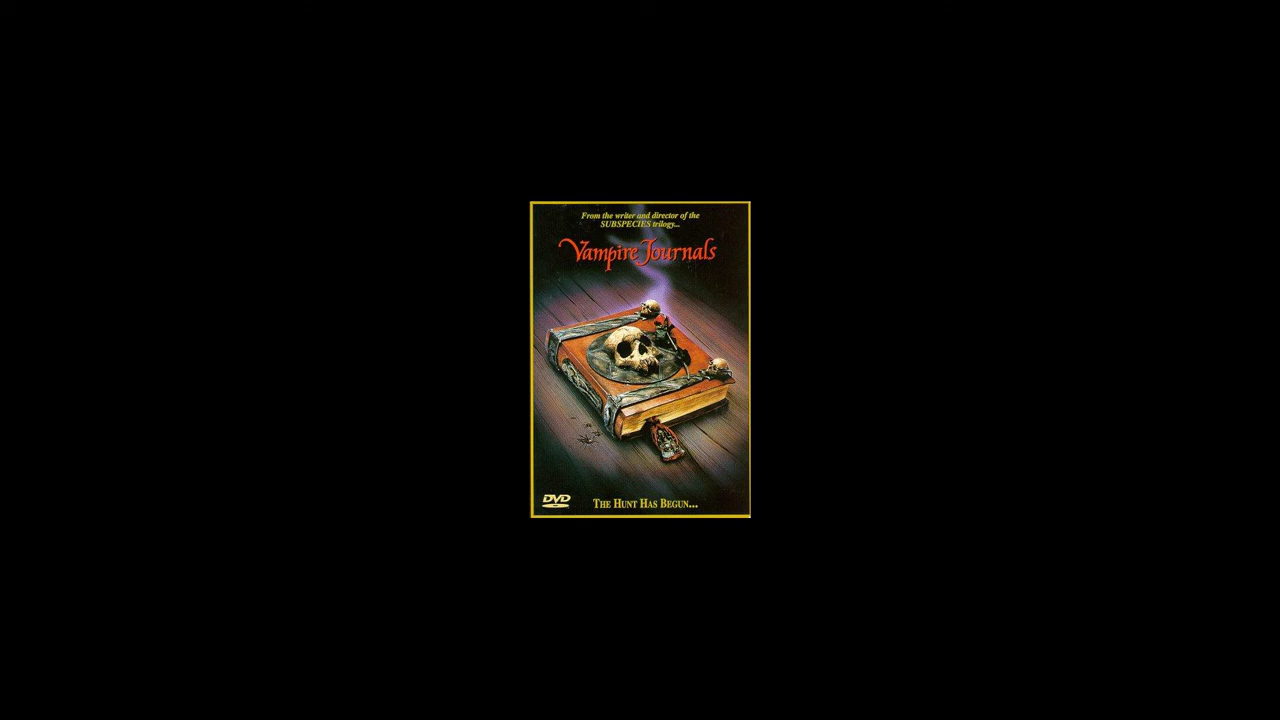 From the writer and director of the
SUBSPECIES trilogy...
Vampire Journals
DVD
The Hunt Has Begun...